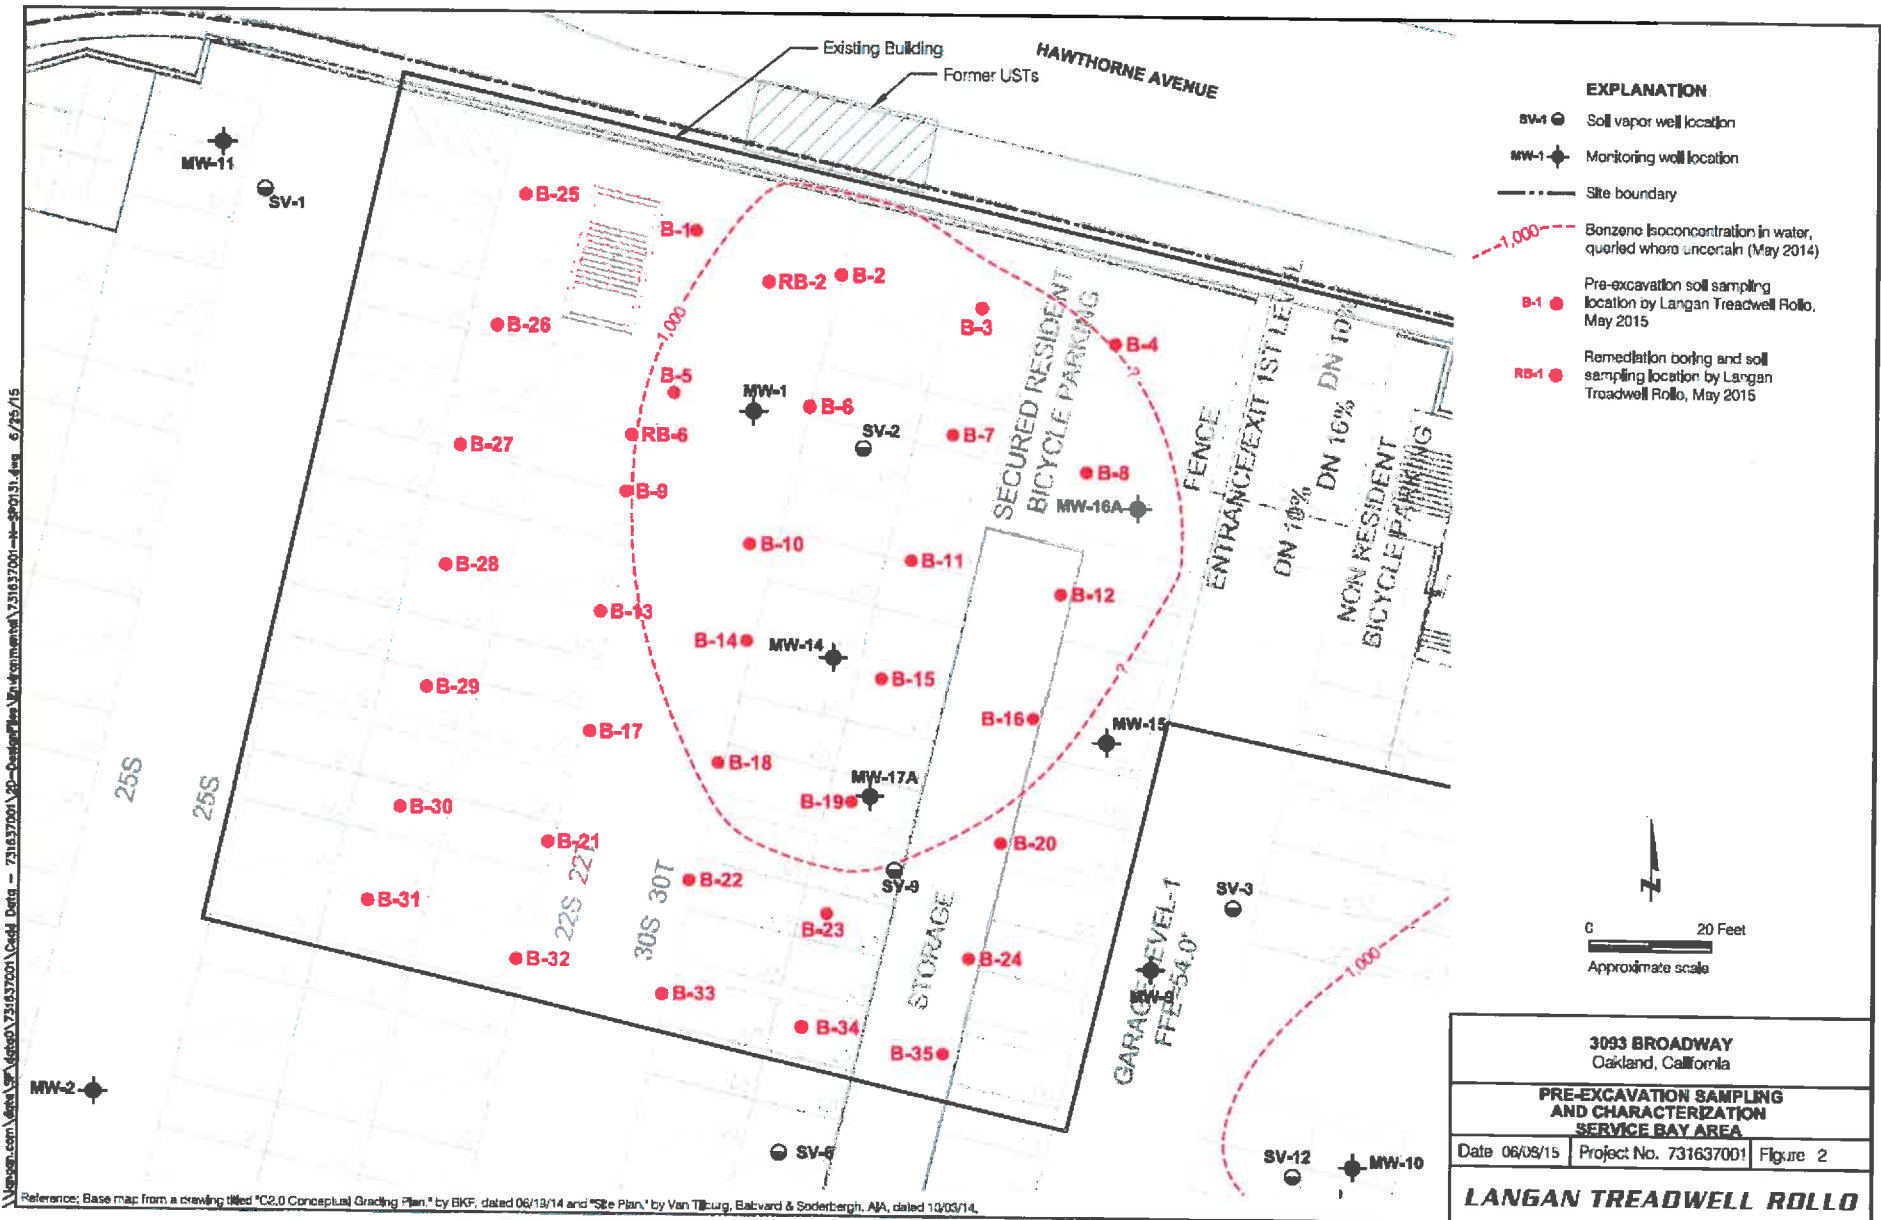 Existing Building
Former USTs
HAWTHORNE AVENUE
MW-11
SV-1
B-25
B-1
RB-2
B-2
B-3
B-4
B-26
1,000
B-5
MW-1
B-6
SV-2
B-7
RB-6
B-27
B-9
B-8
MW-16A
B-10
B-11
B-28
B-12
B-13
B-14
MW-14
B-15
B-29
B-16
MW-15
B-17
B-18
MW-17A
B-19
B-30
B-21
B-20
B-22
SV-9
SV-3
B-31
B-23
B-32
B-24
B-33
MW-9
B-34
B-35
MW-2
SV-6
SV-12
MW-10
?
?
1,000
SECURED RESIDENT
BICYCLE PARKING
FENCE
ENTRANCE/EXIT 1ST LEVEL
DN 10%
DN 16%
DN 10%
NON RESIDENT
BICYCLE PARKING
25S
25S
22S 22T
30S 30T
STORAGE
GARAGE LEVEL-1
FFE=54.0'
EXPLANATION
SV-1 Soil vapor well location
MW-1 Monitoring well location
Site boundary
1,000 Benzene Isoconcentration in water,
queried where uncertain (May 2014)
Pre-excavation soil sampling
B-1 location by Langan Treadwell Rollo,
May 2015
Remediation boring and soil
RB-1 sampling location by Langan
Treadwell Rollo, May 2015
0 20 Feet
Approximate scale
3093 BROADWAY
Oakland, California
PRE-EXCAVATION SAMPLING
AND CHARACTERIZATION
SERVICE BAY AREA
Date 06/08/15 Project No. 731637001 Figure 2
LANGAN TREADWELL ROLLO
Reference: Base map from a drawing titled "C2.0 Conceptual Grading Plan," by BKF, dated 06/19/14 and "Site Plan," by Van Tilburg, Banvard & Soderbergh, AIA, dated 10/03/14.